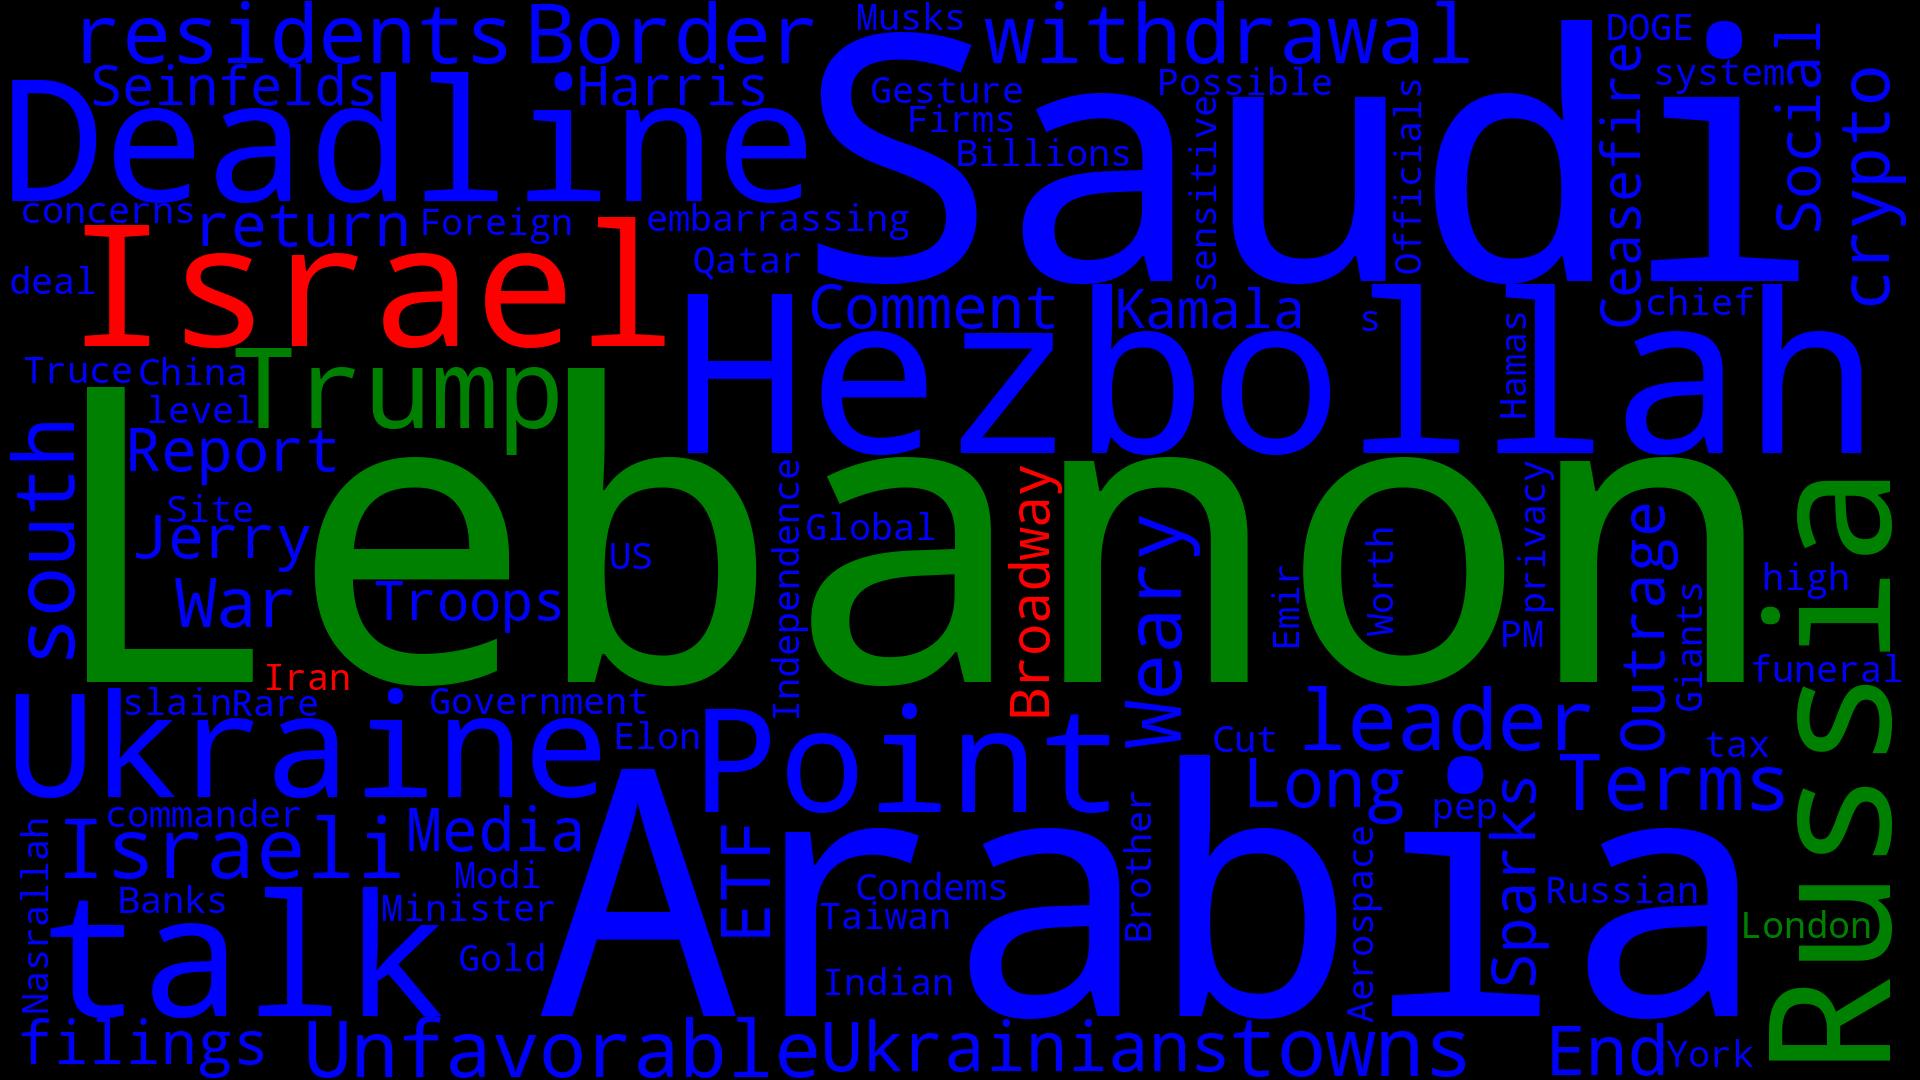 residents
Border
Musks
withdrawal
DOGE
Seinfelds
Harris
Gesture
Possible
system
Social
crypto
Deadline
Saudi
Firms
Billions
sensitive
Officials
Ceasefire
concerns
return
Foreign
embarrassing
Qatar
deal
Israel
Comment
Kamala
s
Hamas
chief
Truce
China
Trump
Hezbollah
level
Report
south
Lebanon
Site
Jerry
War
Troops
US
Independence
Global
Broadway
Weary
Emir
Worth
privacy
PM
Outrage
Giants
high
funeral
Russia
Iran
slain
Rare
Government
Ukraine
Elon
Point
Cut
leader
tax
Long
Terms
pep
commander
Israeli
Media
Arabia
ETF
Brother
Aerospace
Sparks
Russian
London
Nasrallah
Banks
Modi
Minister
Condems
Taiwan
talk
Gold
Indian
filings
Unfavorable
Ukrainians
towns
End
York